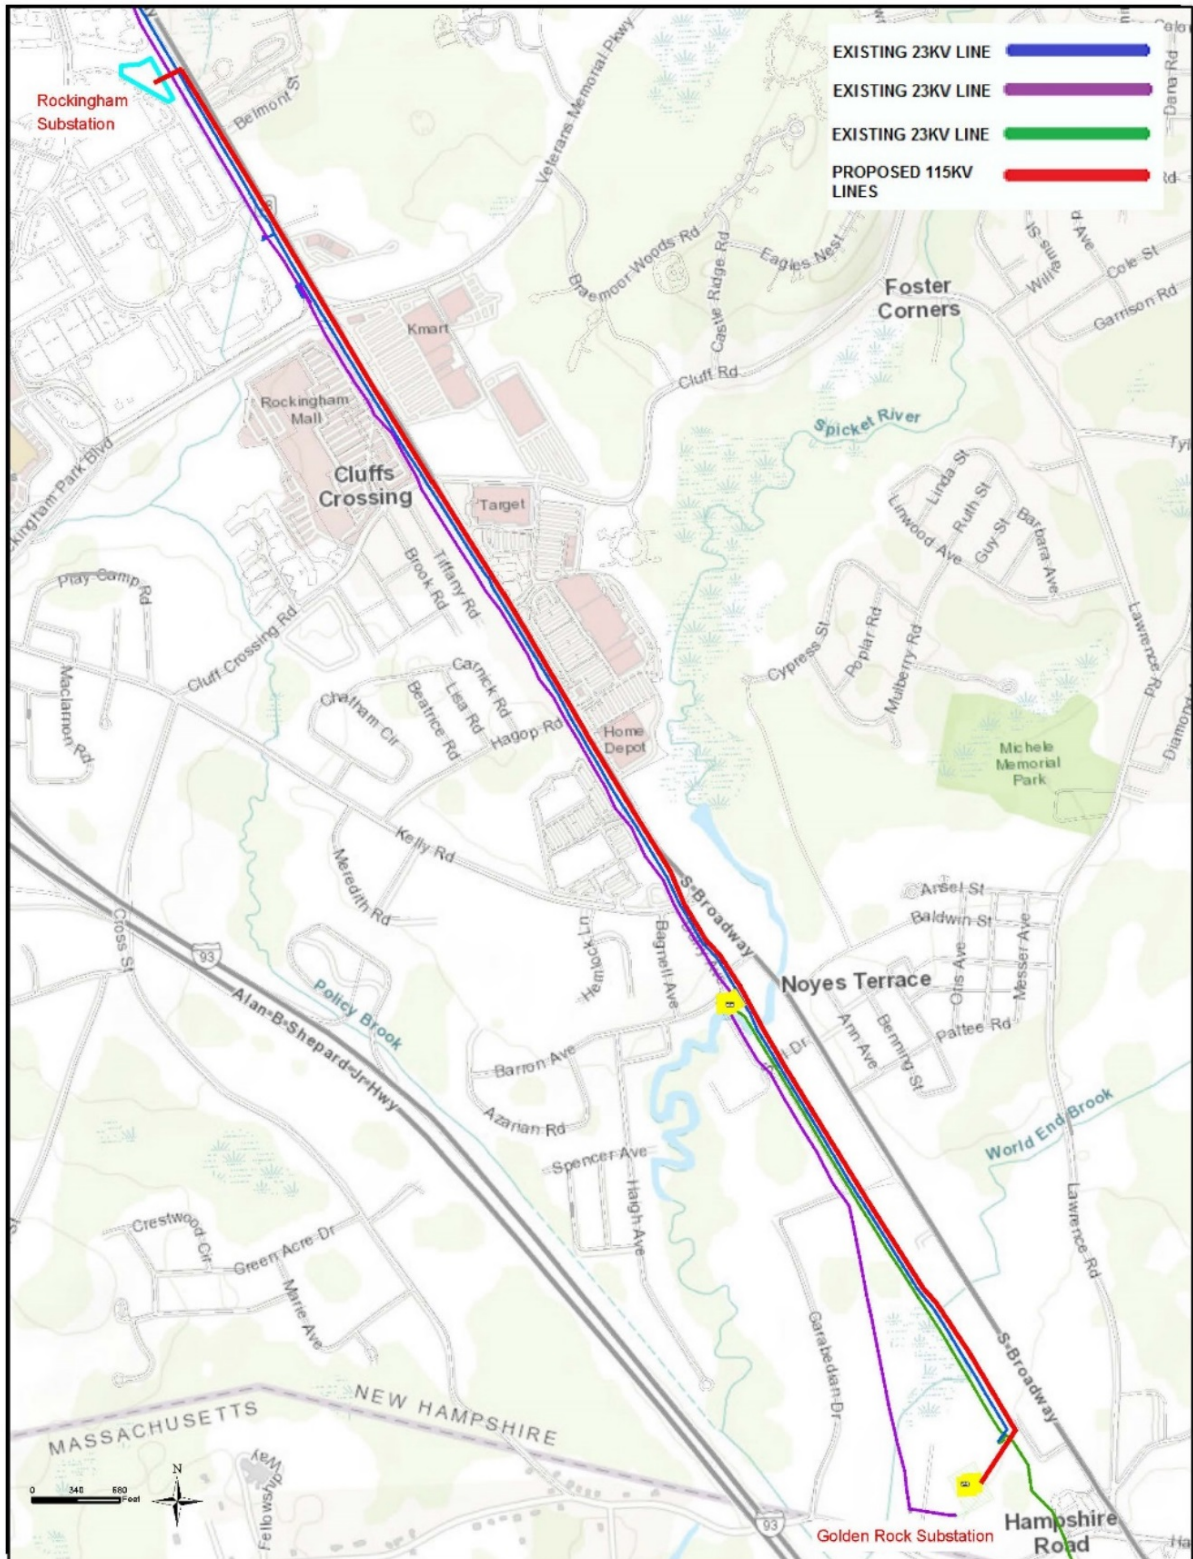 EXISTING 23KV LINE
EXISTING 23KV LINE
EXISTING 23KV LINE
PROPOSED 115KV
LINES
Rockingham
Substation
Belmont St
Veterans Memorial Pkwy
Dana Rd
Braemoor Woods Rd
Castle Ridge Rd
Eagles Nest
Foster
Corners
Cole St
Garrison Rd
Kmart
Cluff Rd
Rockingham
Mall
Spicket River
Cluffs
Crossing
Target
Linda St
Linwood Ave
Ruth St
Guy St
Barbara Ave
Play Camp Rd
Brook Rd
Tiffany Rd
Cluff Crossing Rd
Maclarnon Rd
Chatham Cir
Carnick Rd
Lisa Rd
Beatrice Rd
Hagop Rd
Home
Depot
Cypress St
Poplar Rd
Mulberry Rd
Lawrence Rd
Michele
Memorial
Park
Kelly Rd
Meredith Rd
S Broadway
Ansel St
Baldwin St
Cross St
93
Hemlock Ln
Bagnell Ave
Noyes Terrace
Otis Ave
Messer Ave
Policy Brook
Alan B Shepard Jr Hwy
Barron Ave
Ann Ave
Benning St
Pattee Rd
Azarian Rd
World End Brook
Spencer Ave
Haigh Ave
Crestwood Cir
Green Acre Dr
Marie Ave
Lawrence Rd
Garabedian Dr
S Broadway
MASSACHUSETTS
NEW HAMPSHIRE
Fellowship Way
N
0 340 680
Feet
93
Golden Rock Substation
Hampshire
Road